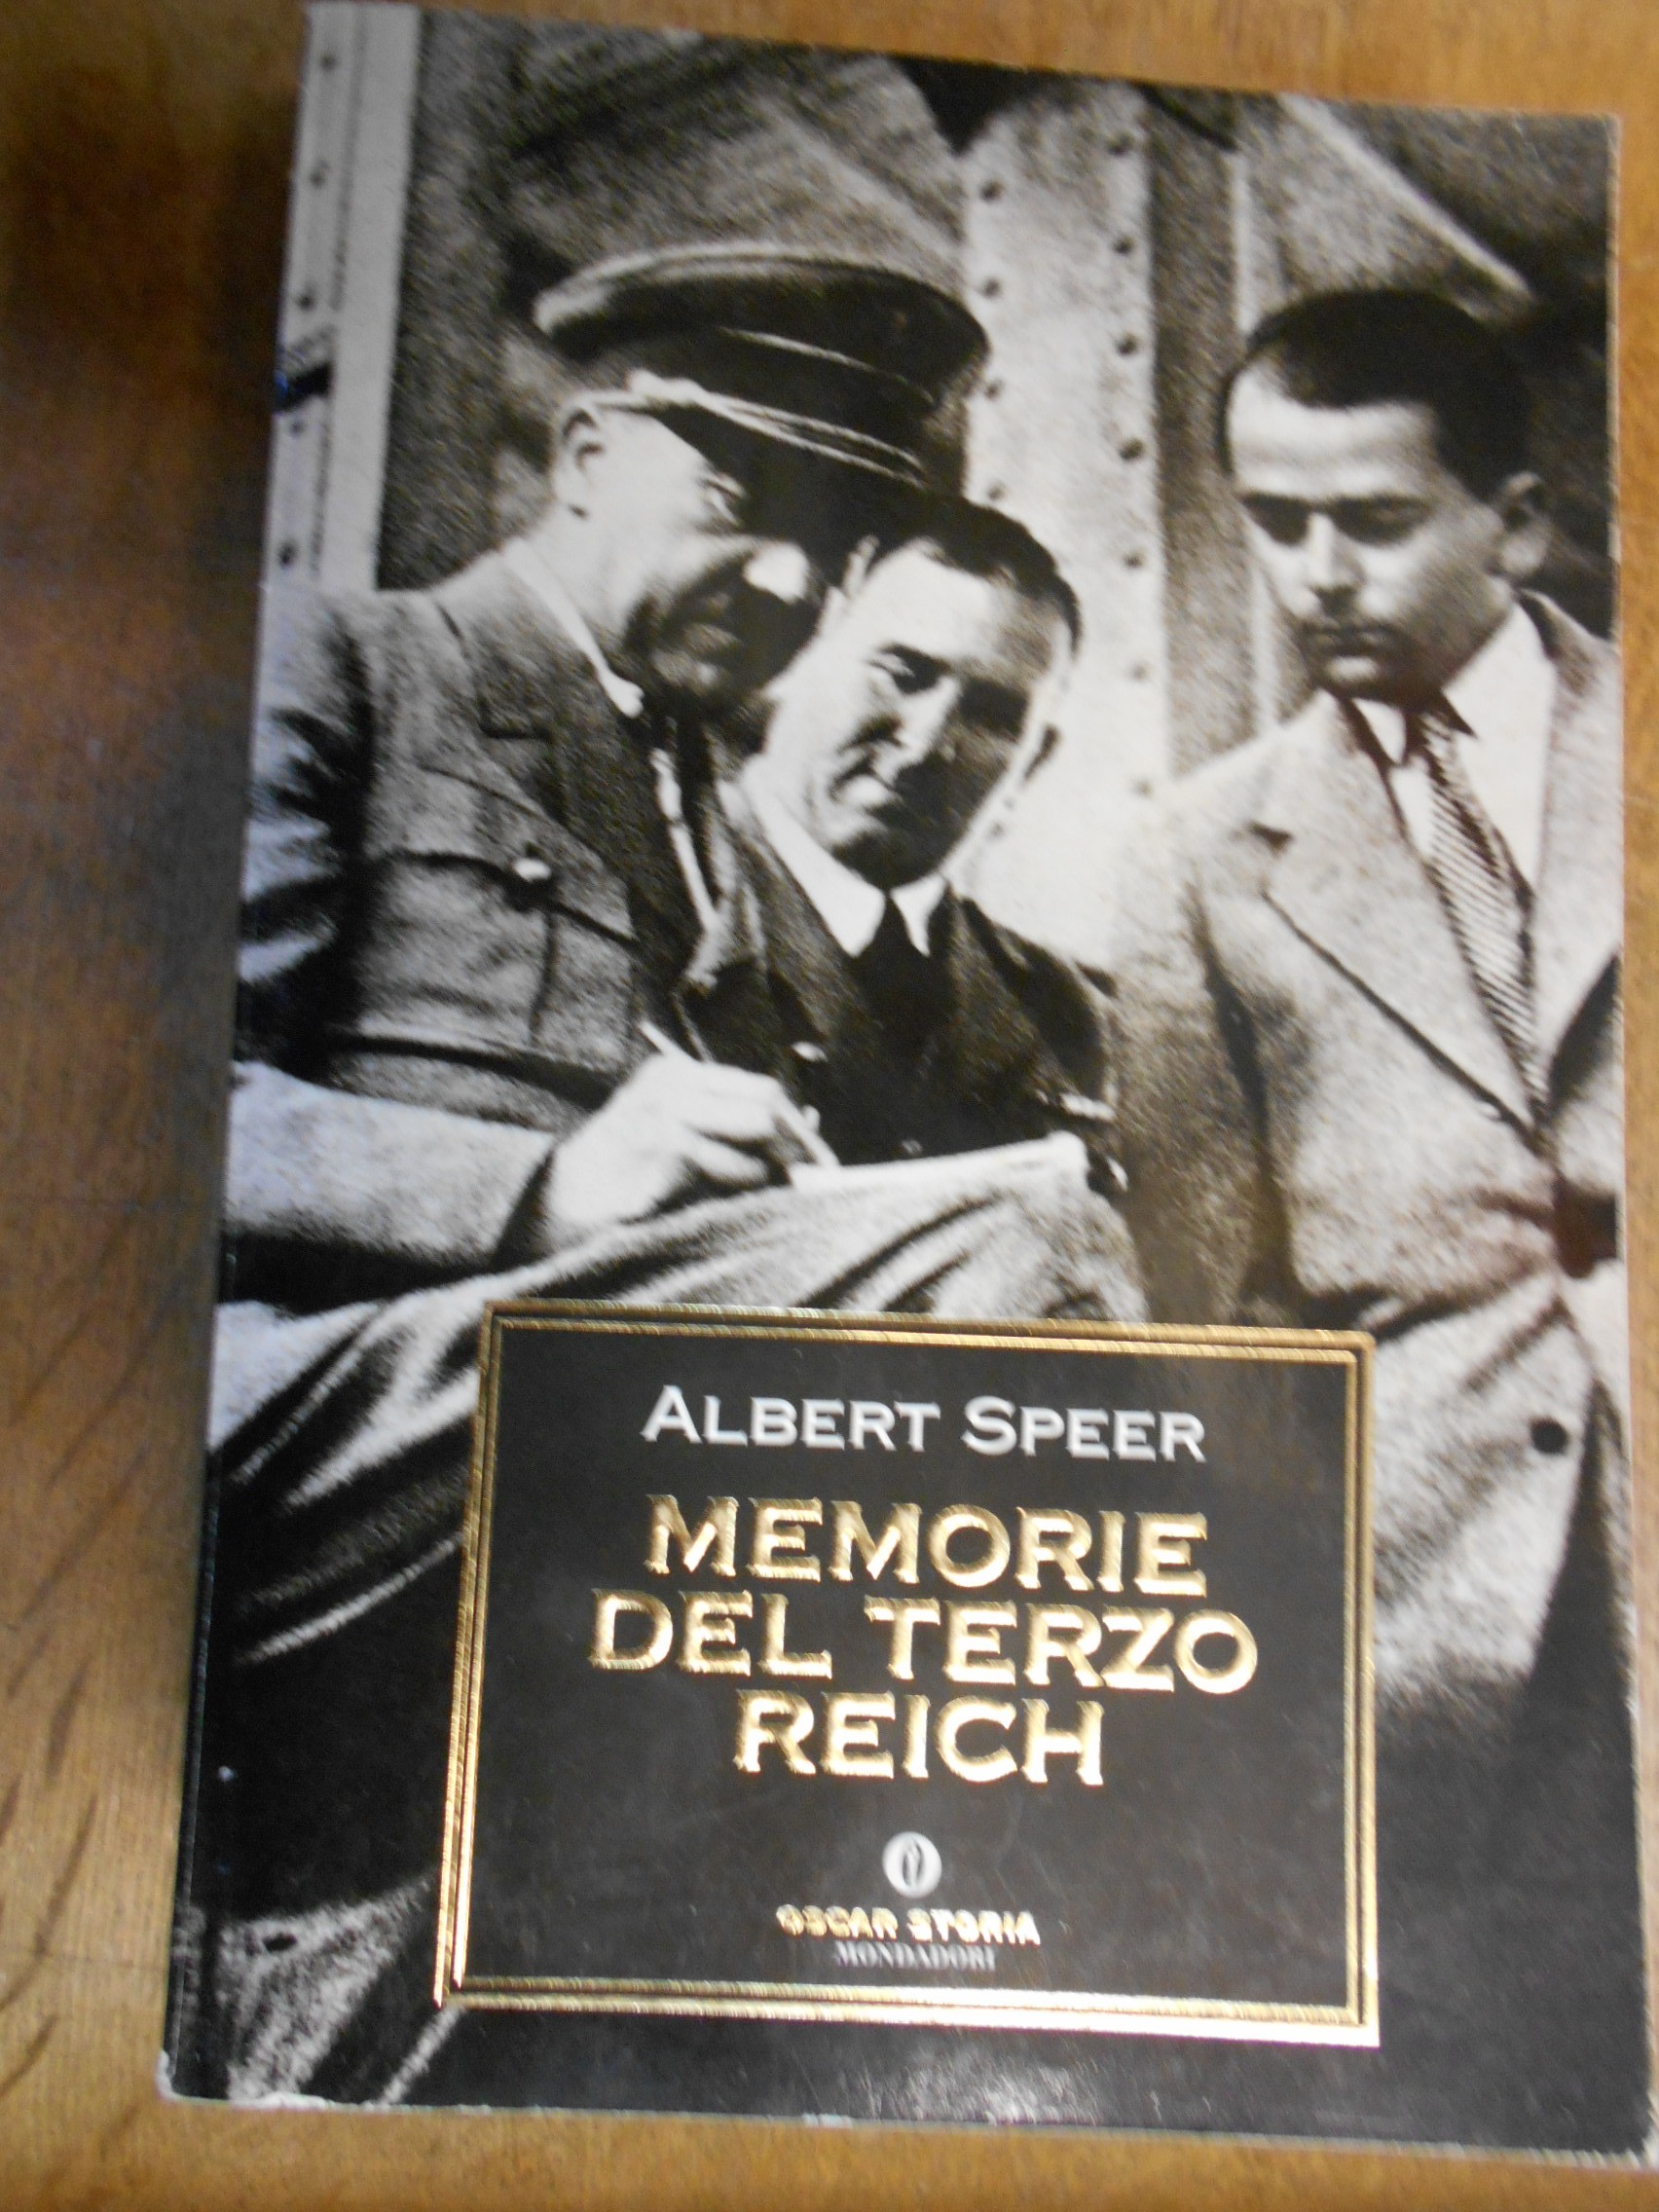 ALBERT SPEER
MEMORIE
DEL TERZO
REICH
OSCAR STORIA
MONDADORI